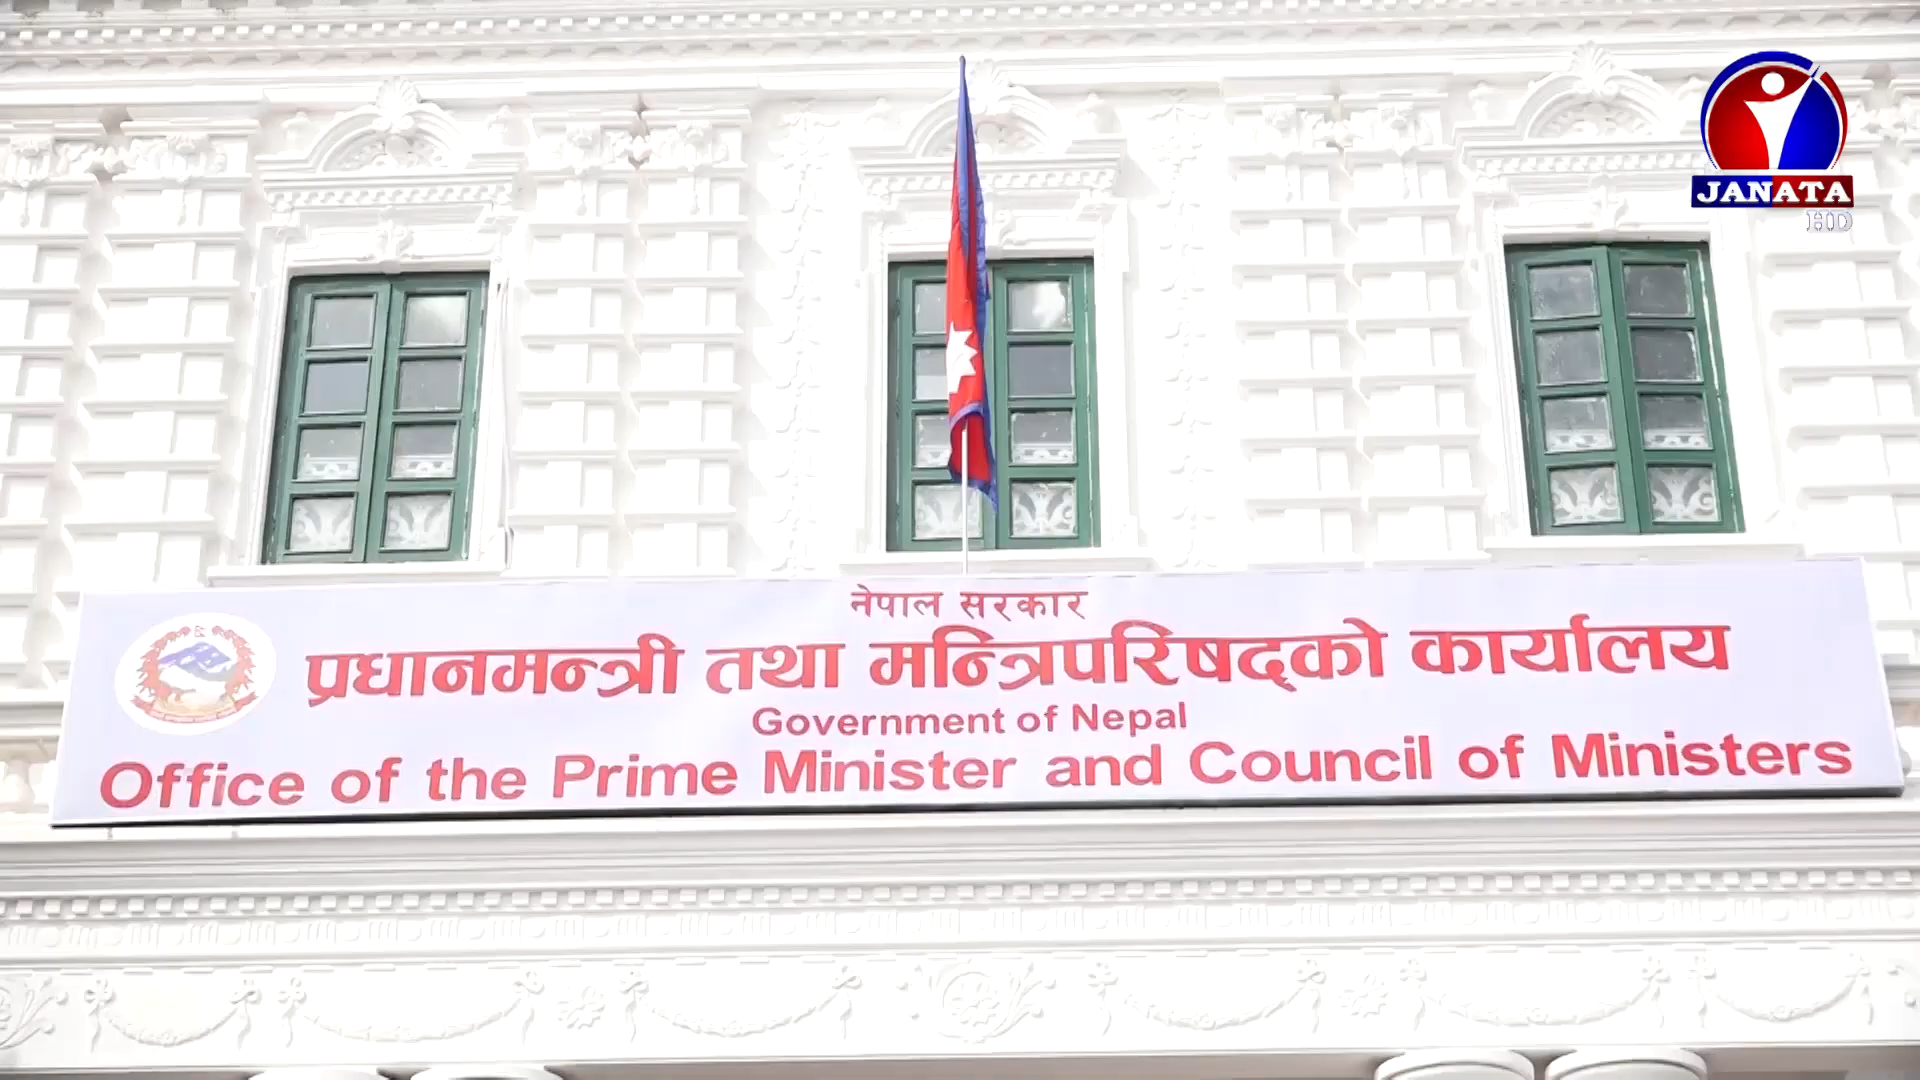 JANATA
HD
नेपाल सरकार
प्रधानमन्त्री तथा मन्त्रिपरिषद्को कार्यालय
Government of Nepal
Office of the Prime Minister and Council of Ministers